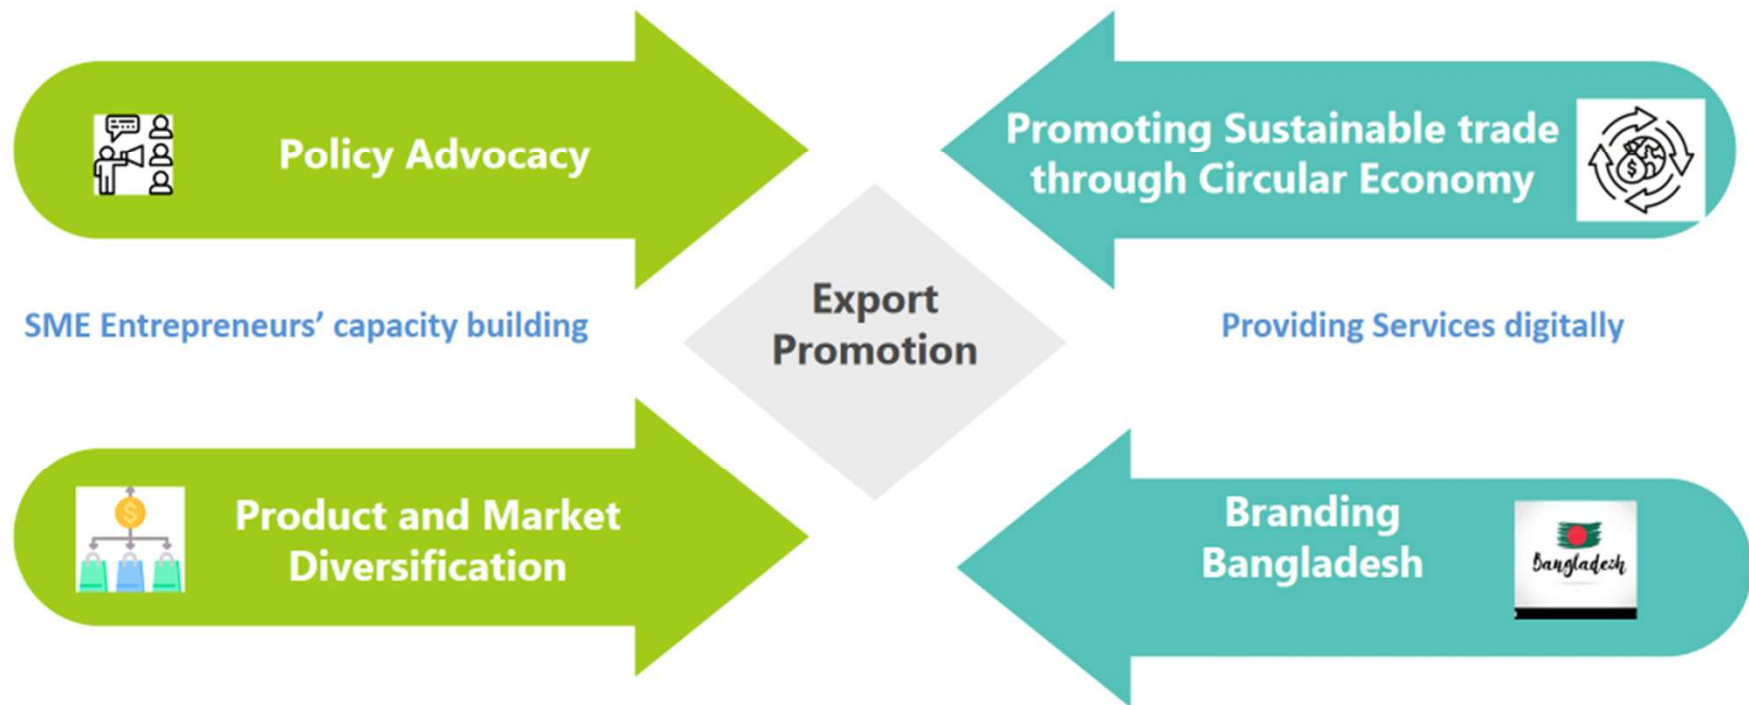 Policy Advocacy
Promoting Sustainable trade
through Circular Economy
SME Entrepreneurs’ capacity building
Export
Promotion
Providing Services digitally
Product and Market
Diversification
Branding
Bangladesh
Bangladesh